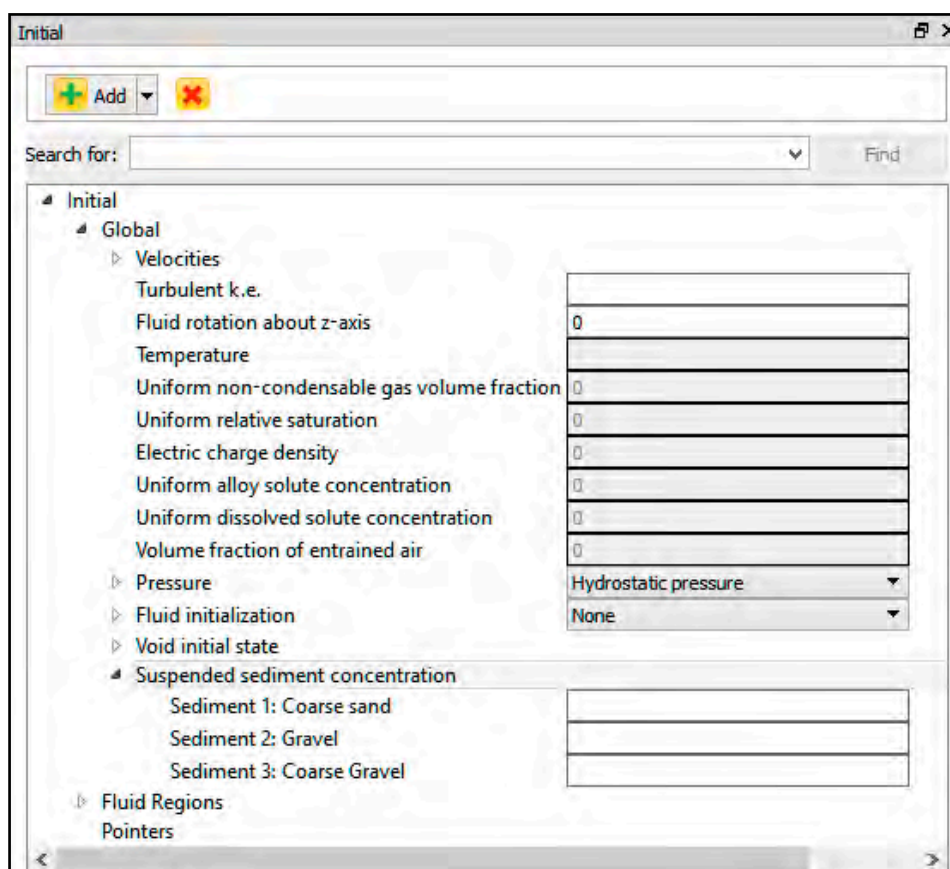 Initial
Add
Search for: Find
Initial
Global
Velocities
Turbulent k.e.
Fluid rotation about z-axis 0
Temperature
Uniform non-condensable gas volume fraction 0
Uniform relative saturation 0
Electric charge density 0
Uniform alloy solute concentration 0
Uniform dissolved solute concentration 0
Volume fraction of entrained air 0
Pressure Hydrostatic pressure
Fluid initialization None
Void initial state
Suspended sediment concentration
Sediment 1: Coarse sand
Sediment 2: Gravel
Sediment 3: Coarse Gravel
Fluid Regions
Pointers